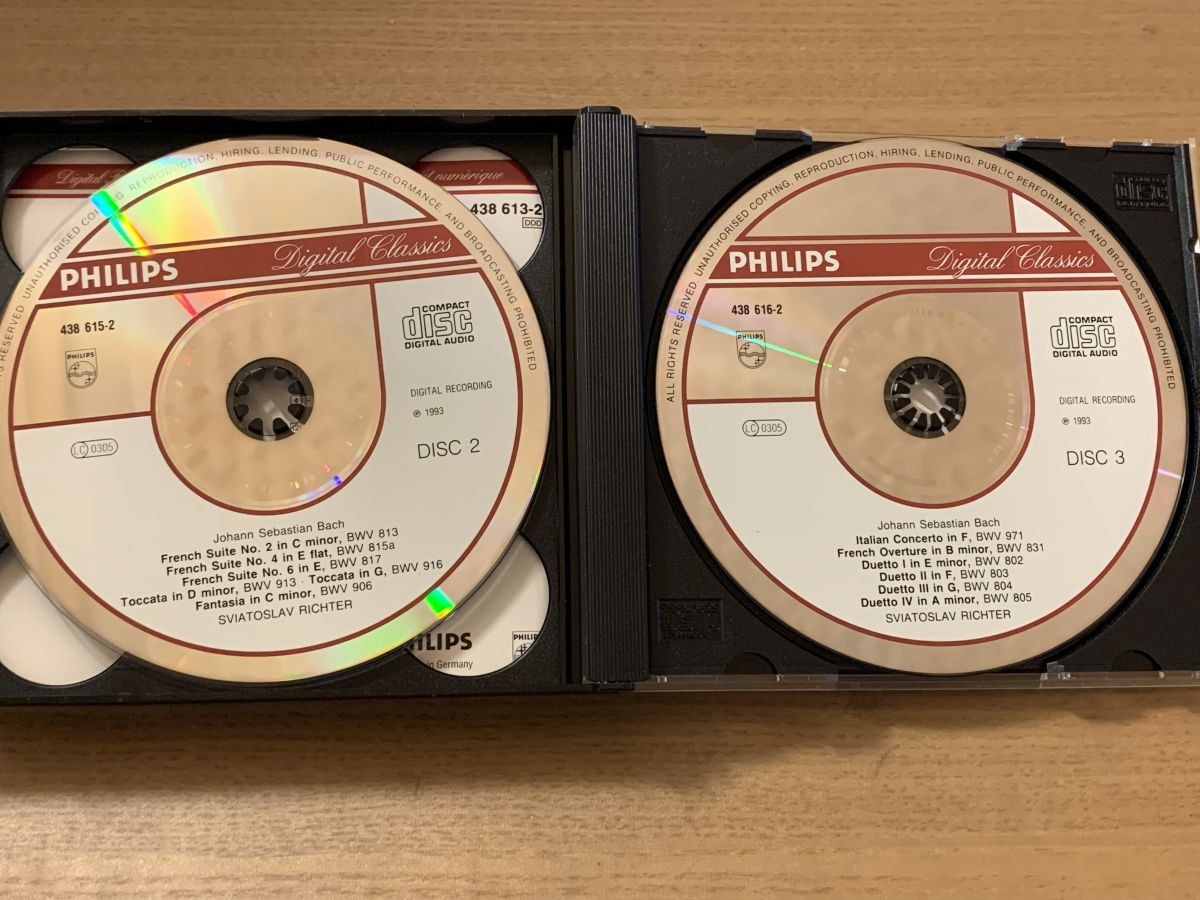 Digital
numérique
438 613-2
DDD
UNAUTHORISED COPYING, REPRODUCTION, HIRING, LENDING, PUBLIC PERFORMANCE, AND BROADCASTING PROHIBITED
RESERVED.
PHILIPS
Digital Classics
438 615-2
PHILIPS
COMPACT
disc
DIGITAL AUDIO
DIGITAL RECORDING
℗ 1993
LC 0305
DISC 2
Johann Sebastian Bach
French Suite No. 2 in C minor, BWV 813
French Suite No. 4 in E flat, BWV 815a
French Suite No. 6 in E, BWV 817
Toccata in D minor, BWV 913 · Toccata in G, BWV 916
Fantasia in C minor, BWV 906
SVIATOSLAV RICHTER
in Germany
ALL RIGHTS RESERVED. UNAUTHORISED COPYING, REPRODUCTION, HIRING, LENDING, PUBLIC PERFORMANCE, AND BROADCASTING PROHIBITED
PHILIPS
Digital Classics
438 616-2
PHILIPS
COMPACT
disc
DIGITAL AUDIO
DIGITAL RECORDING
℗ 1993
LC 0305
DISC 3
Johann Sebastian Bach
Italian Concerto in F, BWV 971
French Overture in B minor, BWV 831
Duetto I in E minor, BWV 802
Duetto II in F, BWV 803
Duetto III in G, BWV 804
Duetto IV in A minor, BWV 805
SVIATOSLAV RICHTER